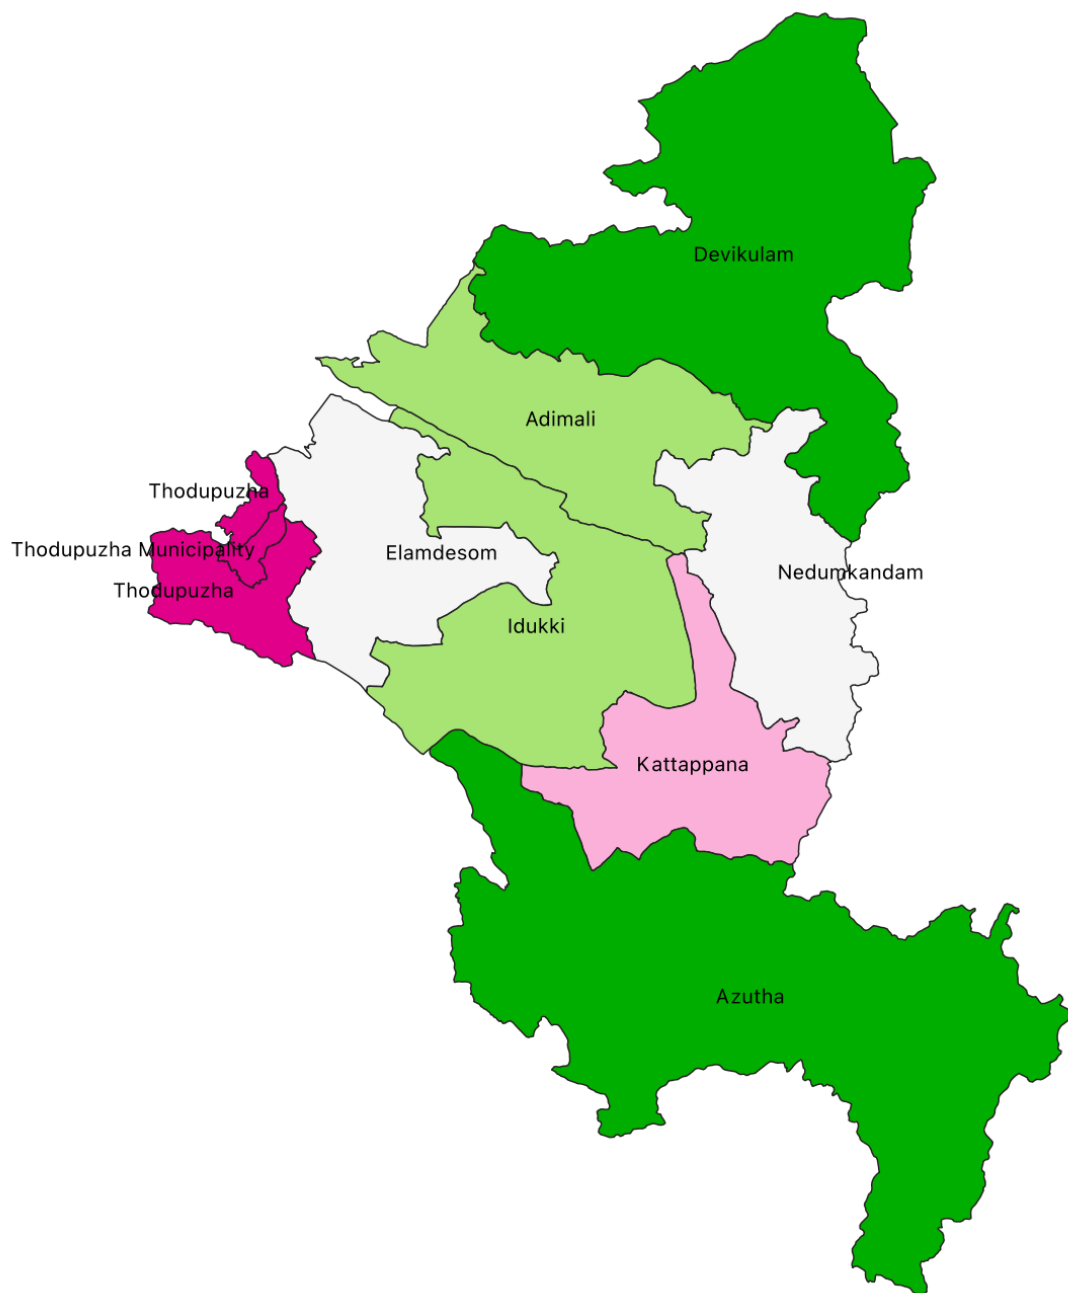 Devikulam
Adimali
Thodupuzha
Thodupuzha Municipality
Elamdesom
Nedumkandam
Thodupuzha
Idukki
Kattappana
Azutha